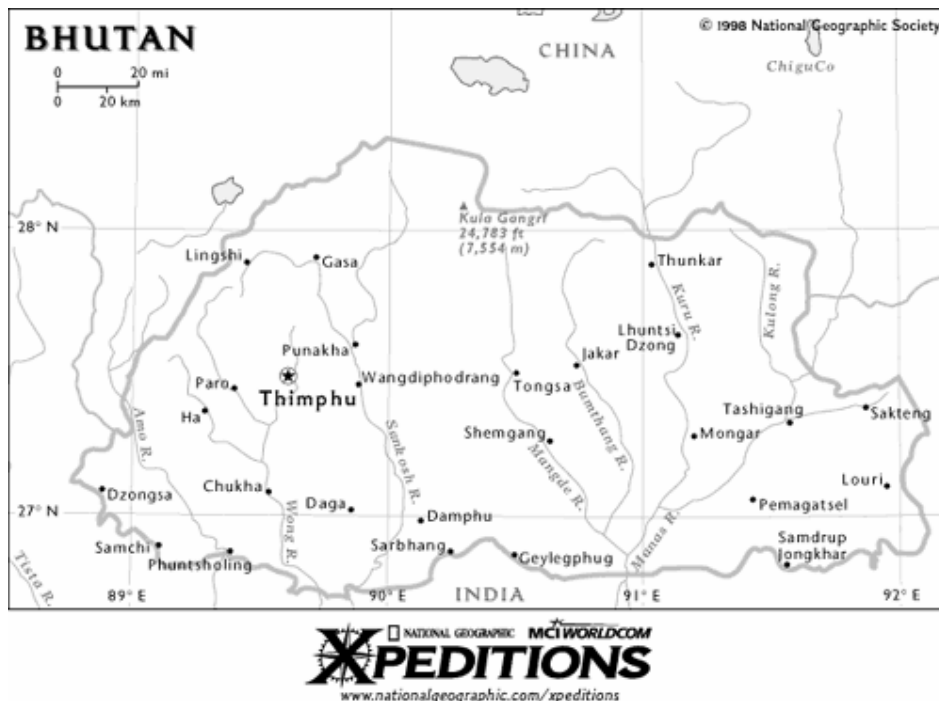 BHUTAN
© 1998 National Geographic Society
0 20 mi
0 20 km
CHINA
ChiguCo
28° N
Kula Gangri
24,783 ft
(7,554 m)
Lingshi
Gasa
Thunkar
Kuru R.
Kulong R.
Lhuntsi
Dzong
Punakha
Jakar
Paro
Thimphu
Wangdiphodrang
Tongsa
Ha
Amo R.
Sankosh R.
Bumthang R.
Tashigang
Sakteng
Shemgang
Mongar
Mangde R.
Dzongsa
Chukha
Louri
27° N
Daga
Damphu
Pemagatsel
Wong R.
Manas R.
Samchi
Phuntsholing
Sarbhang
Geylegphug
Samdrup
Jongkhar
Tista R.
89° E
90° E
INDIA
91° E
92° E
NATIONAL GEOGRAPHIC MCI WORLDCOM
XPEDITIONS
www.nationalgeographic.com/xpeditions